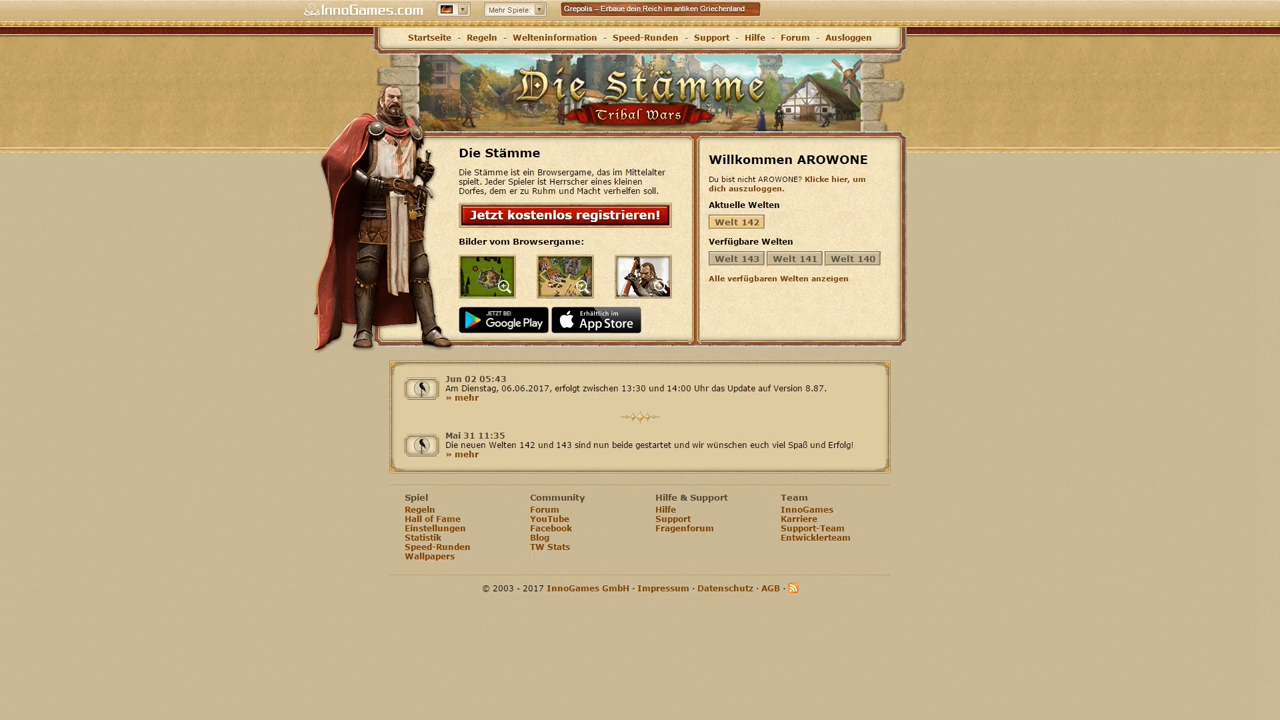 InnoGames.com
Mehr Spiele:
Grepolis – Erbaue dein Reich im antiken Griechenland
Startseite - Regeln - Welteninformation - Speed-Runden - Support - Hilfe - Forum - Ausloggen
Die Stämme
Tribal Wars
Die Stämme
Die Stämme ist ein Browsergame, das im Mittelalter
spielt. Jeder Spieler ist Herrscher eines kleinen
Dorfes, dem er zu Ruhm und Macht verhelfen soll.
Jetzt kostenlos registrieren!
Bilder vom Browsergame:
JETZT BEI
Google Play
Erhältlich im
App Store
Willkommen AROWONE
Du bist nicht AROWONE? Klicke hier, um
dich auszuloggen.
Aktuelle Welten
Welt 142
Verfügbare Welten
Welt 143 Welt 141 Welt 140
Alle verfügbaren Welten anzeigen
Jun 02 05:43
Am Dienstag, 06.06.2017, erfolgt zwischen 13:30 und 14:00 Uhr das Update auf Version 8.87.
» mehr
Mai 31 11:35
Die neuen Welten 142 und 143 sind nun beide gestartet und wir wünschen euch viel Spaß und Erfolg!
» mehr
Spiel
Regeln
Hall of Fame
Einstellungen
Statistik
Speed-Runden
Wallpapers
Community
Forum
YouTube
Facebook
Blog
TW Stats
Hilfe & Support
Hilfe
Support
Fragenforum
Team
InnoGames
Karriere
Support-Team
Entwicklerteam
© 2003 - 2017 InnoGames GmbH · Impressum · Datenschutz · AGB ·